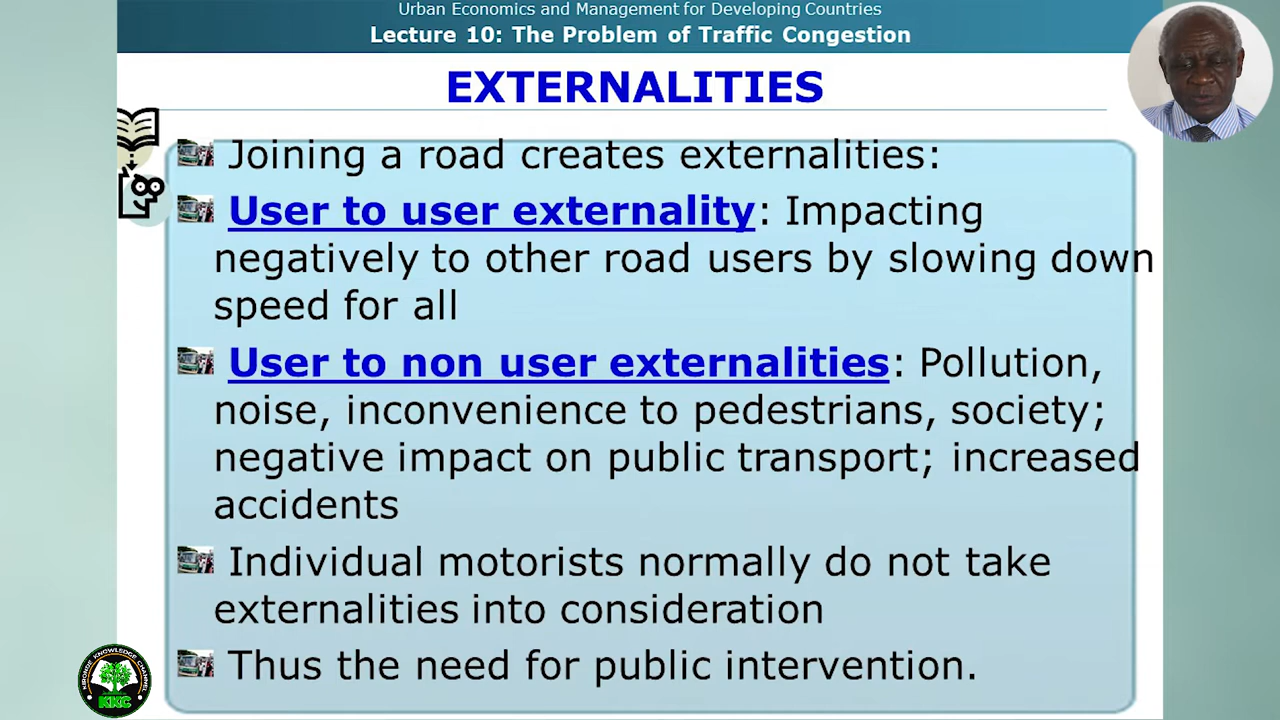 Urban Economics and Management for Developing Countries
Lecture 10: The Problem of Traffic Congestion
EXTERNALITIES
Joining a road creates externalities:
User to user externality: Impacting
negatively to other road users by slowing down
speed for all
User to non user externalities: Pollution,
noise, inconvenience to pedestrians, society;
negative impact on public transport; increased
accidents
Individual motorists normally do not take
externalities into consideration
Thus the need for public intervention.
KNOWLEDGE CHANNEL
KKC